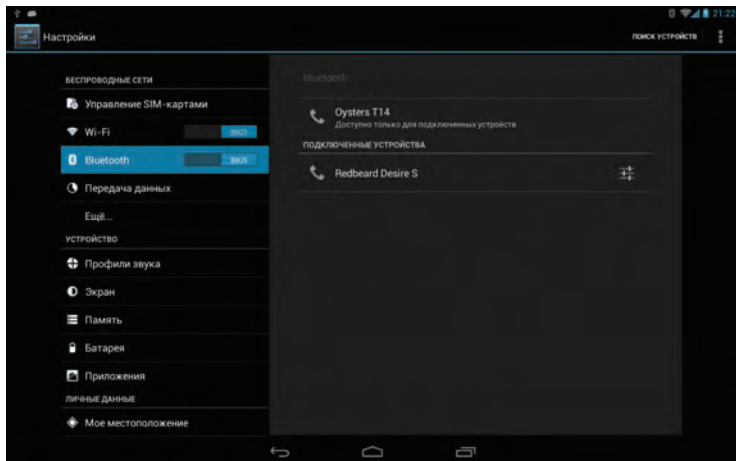 21:22
Настройки
ПОИСК УСТРОЙСТВ
БЕСПРОВОДНЫЕ СЕТИ
Управление SIM-картами
Wi-Fi
ВКЛ
Bluetooth
ВКЛ
Передача данных
Ещё...
УСТРОЙСТВО
Профили звука
Экран
Память
Батарея
Приложения
ЛИЧНЫЕ ДАННЫЕ
Мое местоположение
Bluetooth
Oysters T14
Доступно только для подключенных устройств
ПОДКЛЮЧЕННЫЕ УСТРОЙСТВА
Redbeard Desire S